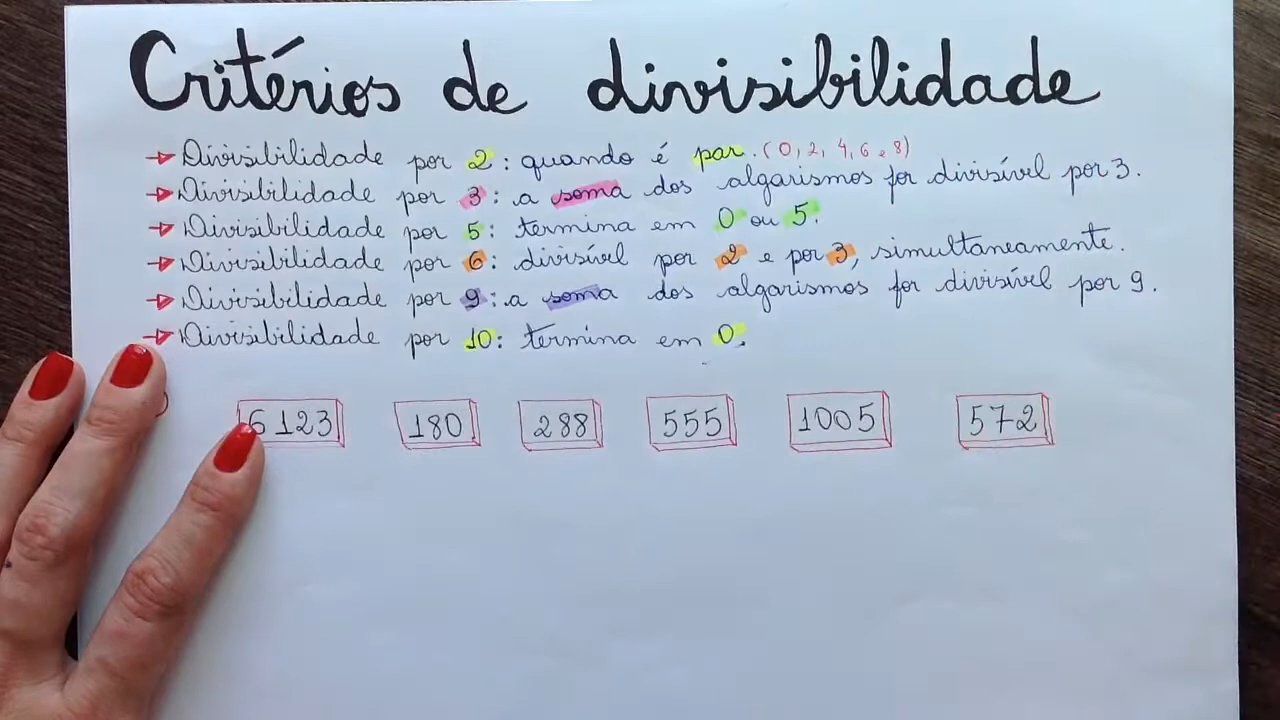 Critérios de divisibilidade
Divisibilidade por 2: quando é par. (0, 2, 4, 6 e 8)
Divisibilidade por 3: a soma dos algarismos for divisível por 3.
Divisibilidade por 5: termina em 0 ou 5.
Divisibilidade por 6: divisível por 2 e por 3, simultaneamente.
Divisibilidade por 9: a soma dos algarismos for divisível por 9.
Divisibilidade por 10: termina em 0.
6123 180 288 555 1005 572